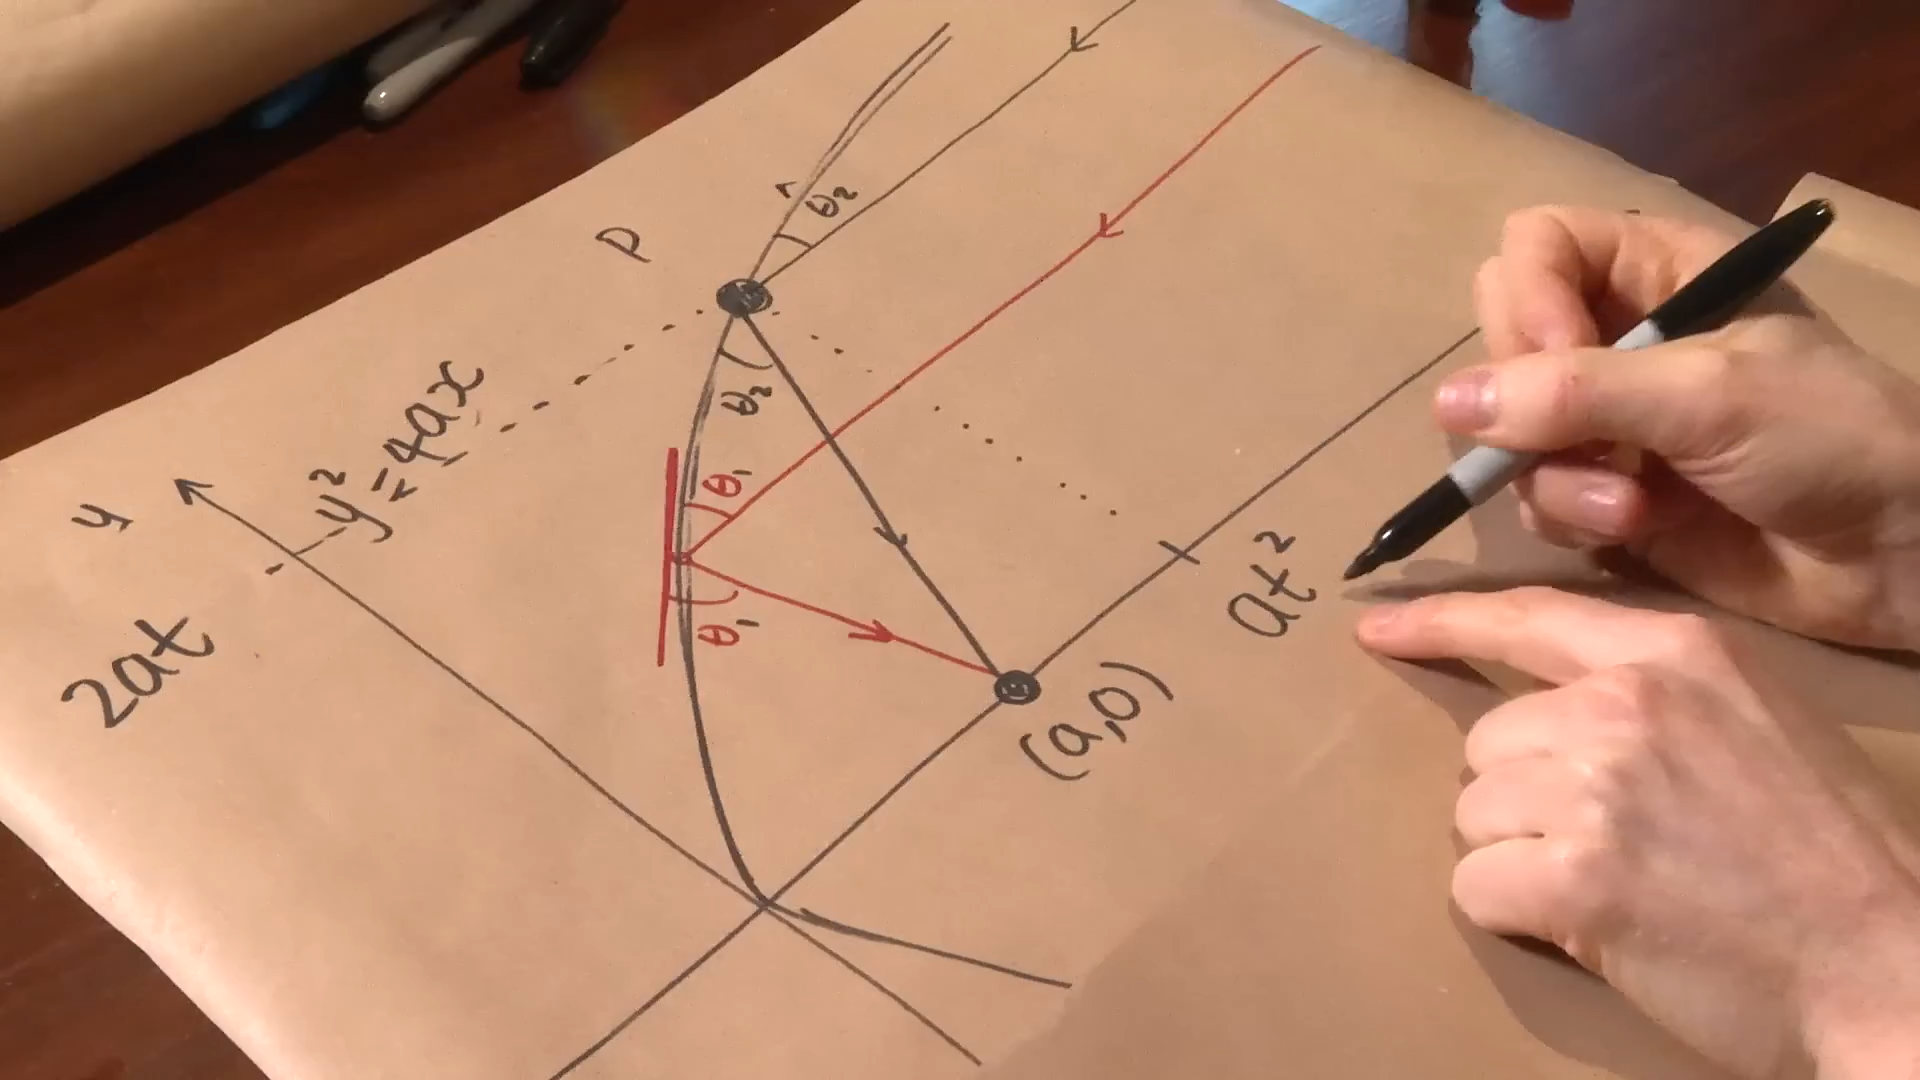 θ₂
P
y² = 4ax
θ₂
θ₁
y
2at
θ₁
at²
(a,0)